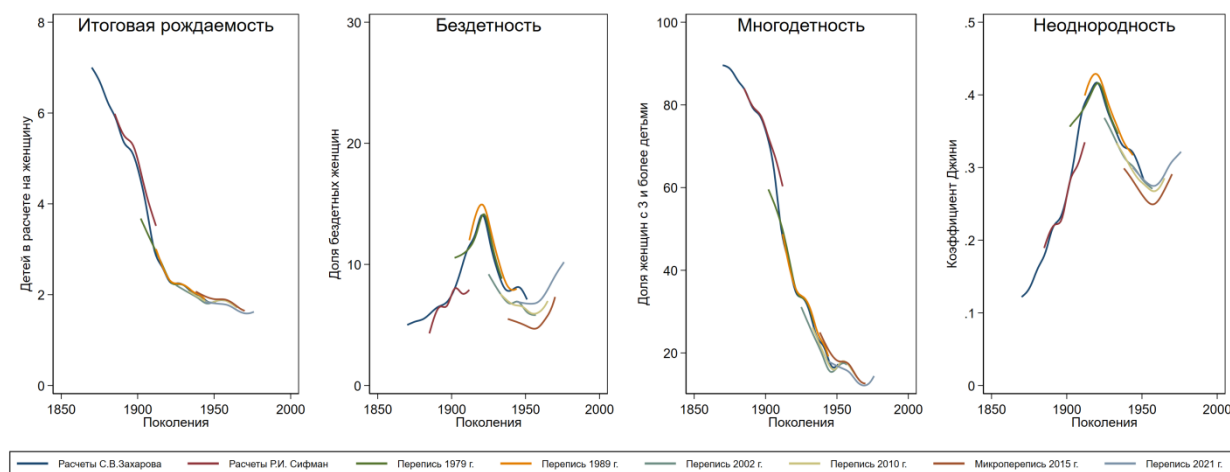 Итоговая рождаемость
Детей в расчете на женщину
8
6
4
2
0
1850 1900 1950 2000
Поколения
Бездетность
Доля бездетных женщин
30
20
10
0
1850 1900 1950 2000
Поколения
Многодетность
Доля женщин с 3 и более детьми
100
80
60
40
20
1850 1900 1950 2000
Поколения
Неоднородность
Коэффициент Джини
.5
.4
.3
.2
.1
0
1850 1900 1950 2000
Поколения
Расчеты С.В.Захарова Расчеты Р.И. Сифман Перепись 1979 г. Перепись 1989 г. Перепись 2002 г. Перепись 2010 г. Микроперепись 2015 г. Перепись 2021 г.